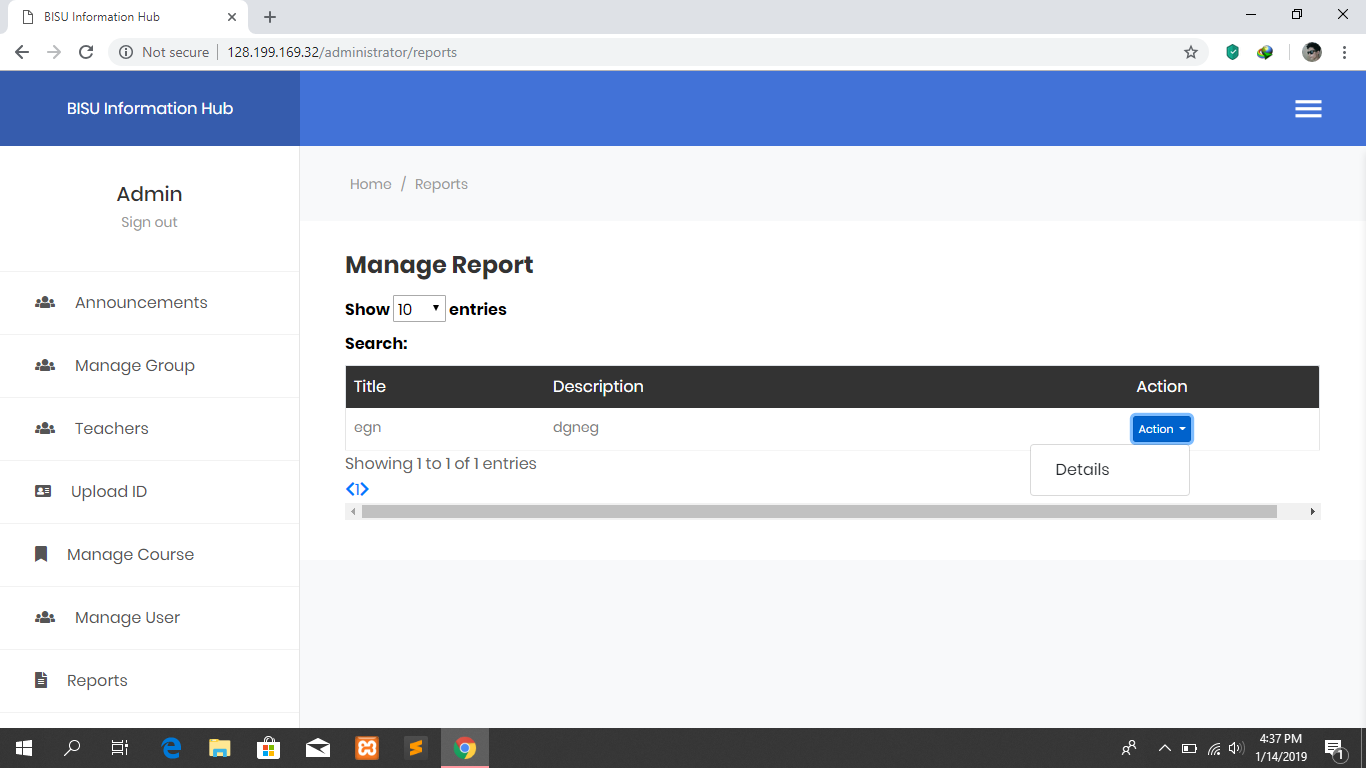 BISU Information Hub
Not secure
128.199.169.32/administrator/reports
BISU Information Hub
Admin
Sign out
Announcements
Manage Group
Teachers
Upload ID
Manage Course
Manage User
Reports
Home / Reports
Manage Report
Show 10 entries
Search:
Title Description Action
egn dgneg Action
Details
Showing 1 to 1 of 1 entries
1
4:37 PM
1/14/2019
1